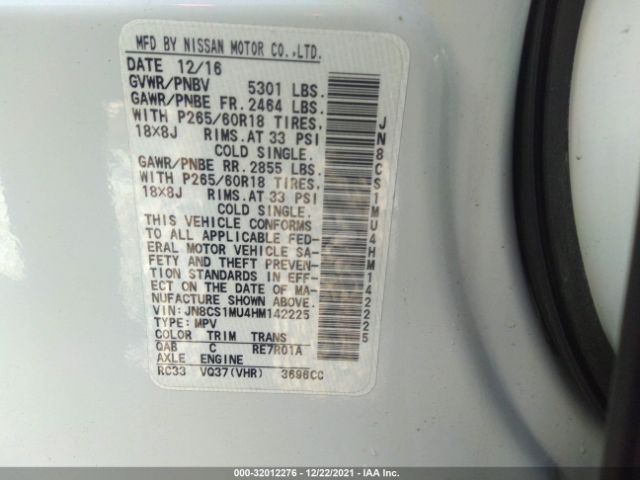 MFD BY NISSAN MOTOR CO.,LTD.
DATE 12/16
GVWR/PNBV 5301 LBS.
GAWR/PNBE FR. 2464 LBS.
WITH P265/60R18 TIRES,
18X8J RIMS. AT 33 PSI
COLD SINGLE.
GAWR/PNBE RR. 2855 LBS.
WITH P265/60R18 TIRES,
18X8J RIMS. AT 33 PSI
COLD SINGLE.
THIS VEHICLE CONFORMS
TO ALL APPLICABLE FED-
ERAL MOTOR VEHICLE SA-
FETY AND THEFT PREVEN-
TION STANDARDS IN EFF-
ECT ON THE DATE OF MA-
NUFACTURE SHOWN ABOVE.
VIN:JN8CS1MU4HM142225
TYPE:MPV
COLOR TRIM TRANS
QAB C RE7R01A
AXLE ENGINE
RC33 VQ37(VHR) 3696CC
JN8CS1MU4HM142225
000-32012276 - 12/22/2021 - IAA Inc.